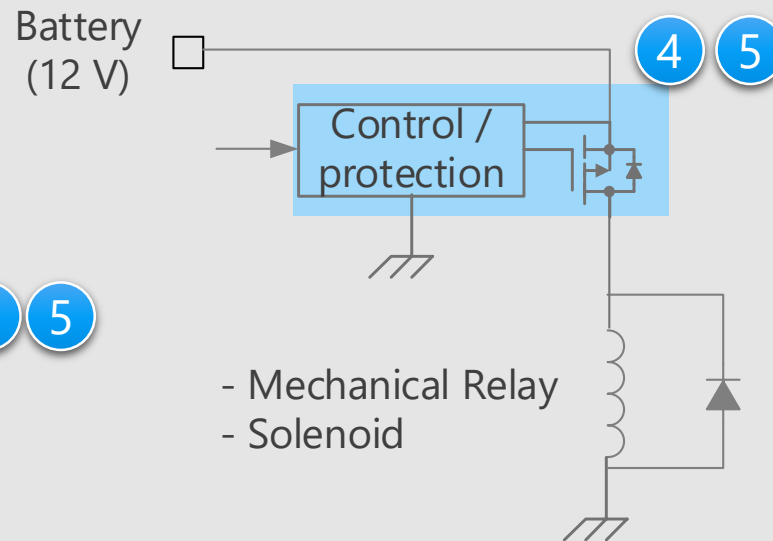 Battery
(12 V)
4 5
Control /
protection
5
- Mechanical Relay
- Solenoid